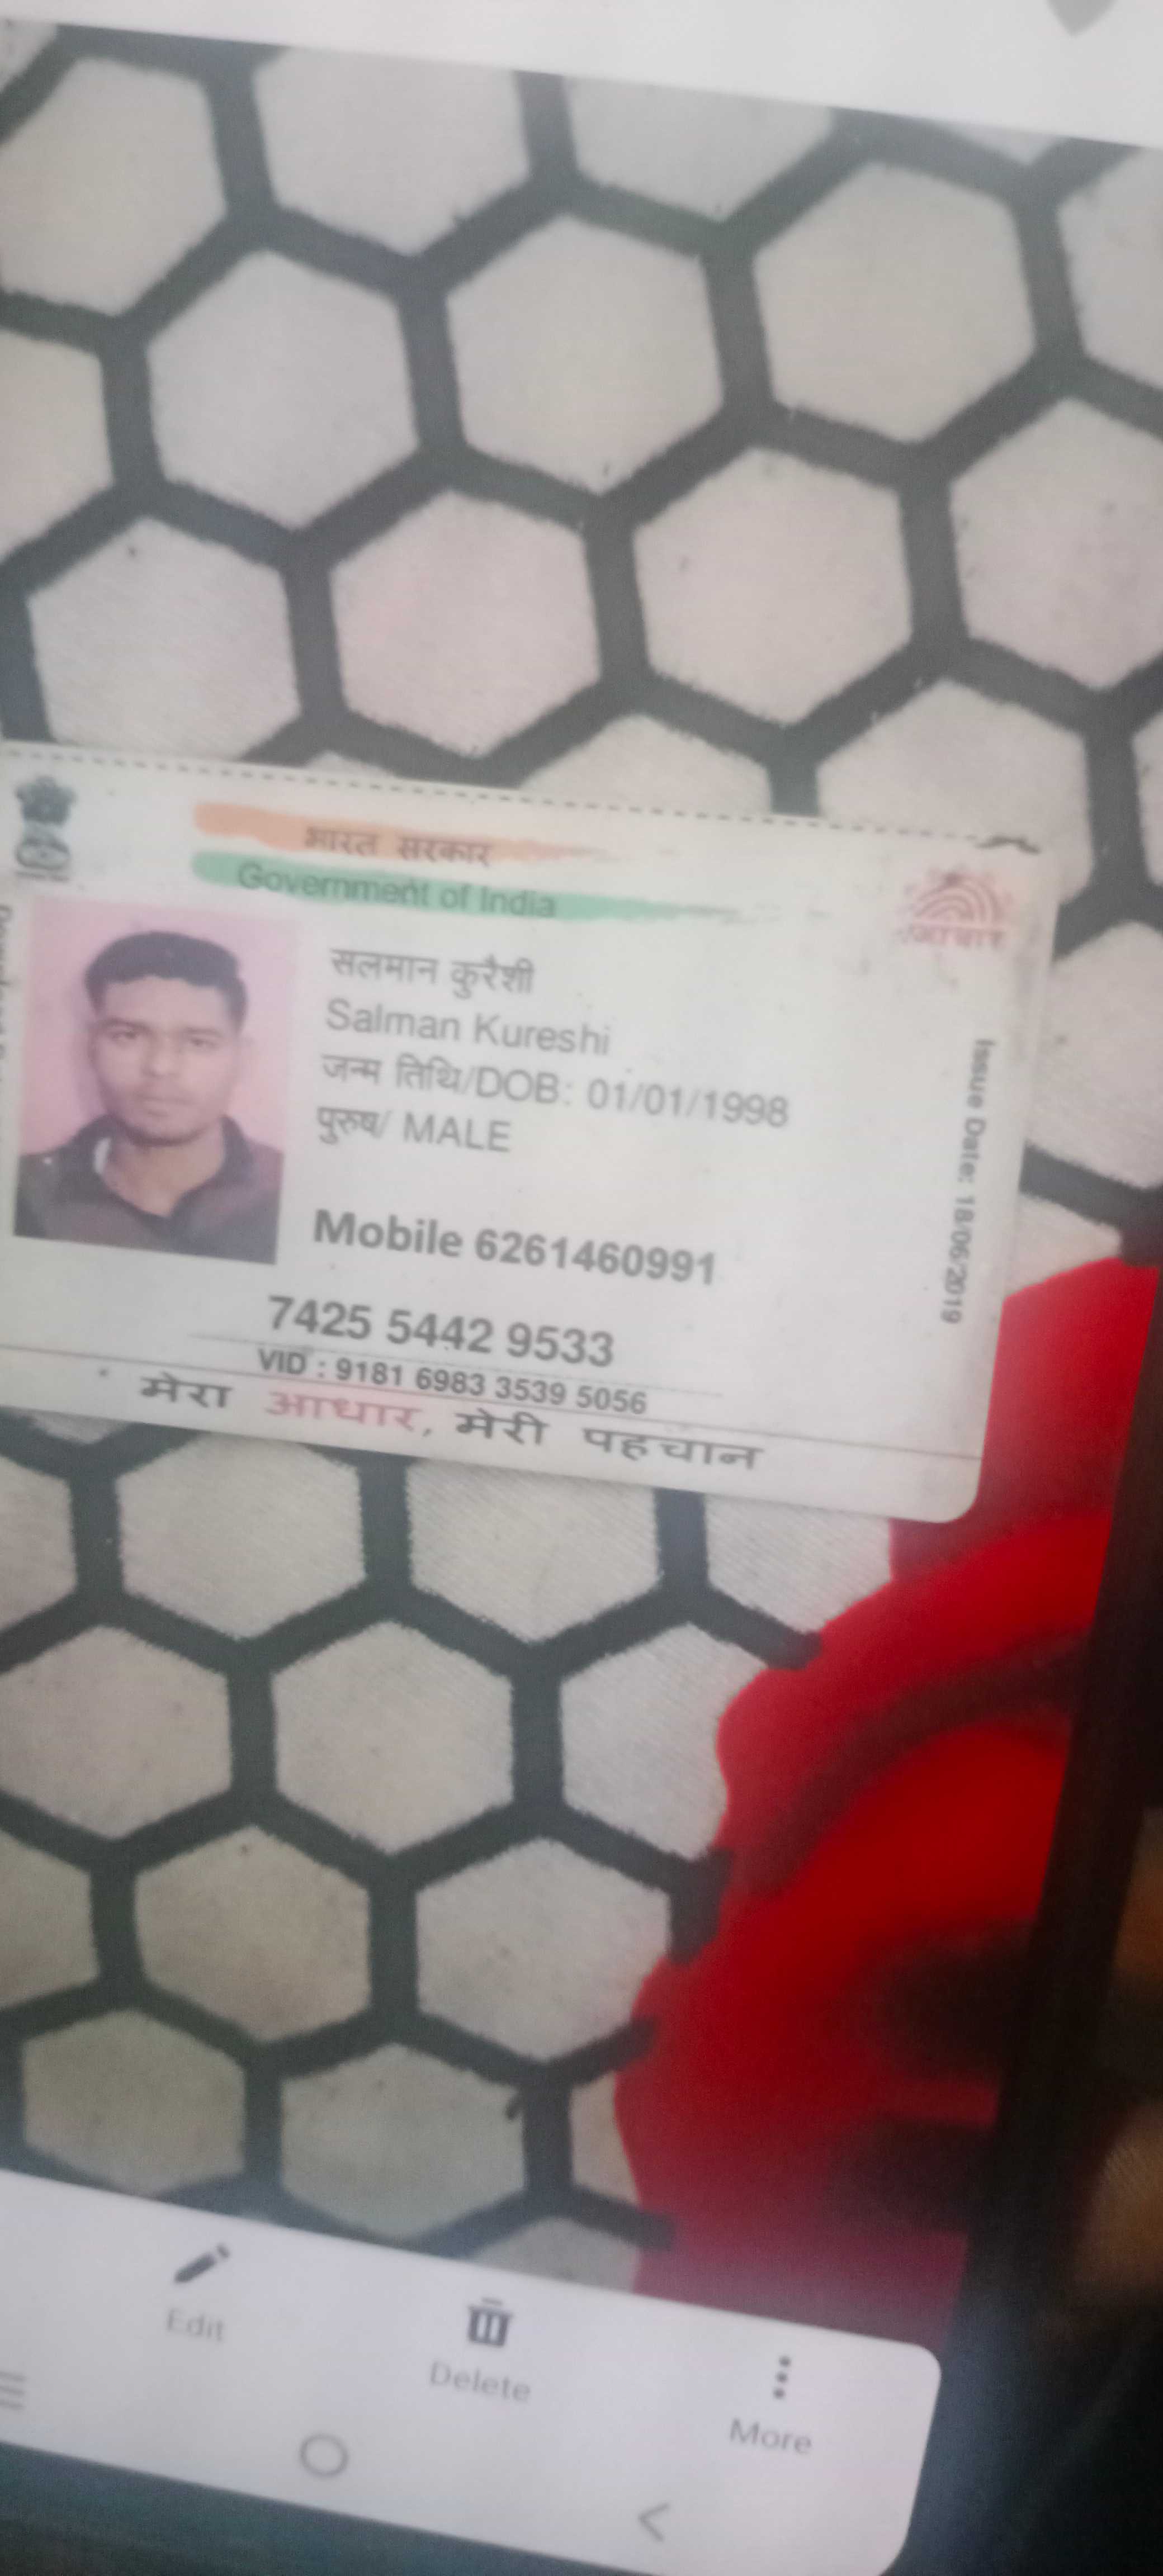 भारत सरकार
Government of India
सलमान कुरैशी
Salman Kureshi
जन्म तिथि/DOB: 01/01/1998
पुरुष/ MALE
Mobile 6261460991
7425 5442 9533
VID : 9181 6983 3539 5056
मेरा आधार, मेरी पहचान
आधार
Issue Date: 18/06/2019
Edit
Delete
More